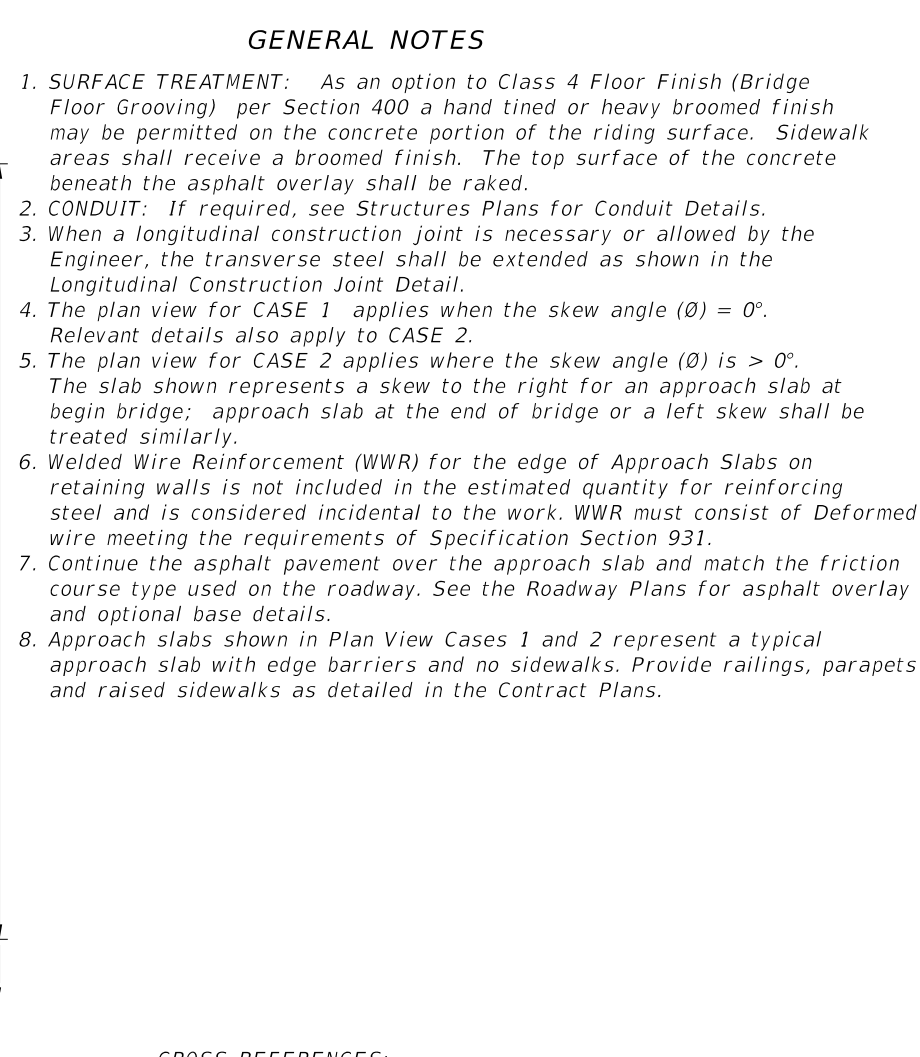 GENERAL NOTES
1. SURFACE TREATMENT: As an option to Class 4 Floor Finish (Bridge
Floor Grooving) per Section 400 a hand tined or heavy broomed finish
may be permitted on the concrete portion of the riding surface. Sidewalk
areas shall receive a broomed finish. The top surface of the concrete
beneath the asphalt overlay shall be raked.
2. CONDUIT: If required, see Structures Plans for Conduit Details.
3. When a longitudinal construction joint is necessary or allowed by the
Engineer, the transverse steel shall be extended as shown in the
Longitudinal Construction Joint Detail.
4. The plan view for CASE 1 applies when the skew angle (Ø) = 0°.
Relevant details also apply to CASE 2.
5. The plan view for CASE 2 applies where the skew angle (Ø) is > 0°.
The slab shown represents a skew to the right for an approach slab at
begin bridge; approach slab at the end of bridge or a left skew shall be
treated similarly.
6. Welded Wire Reinforcement (WWR) for the edge of Approach Slabs on
retaining walls is not included in the estimated quantity for reinforcing
steel and is considered incidental to the work. WWR must consist of Deformed
wire meeting the requirements of Specification Section 931.
7. Continue the asphalt pavement over the approach slab and match the friction
course type used on the roadway. See the Roadway Plans for asphalt overlay
and optional base details.
8. Approach slabs shown in Plan View Cases 1 and 2 represent a typical
approach slab with edge barriers and no sidewalks. Provide railings, parapets
and raised sidewalks as detailed in the Contract Plans.
CROSS REFERENCES: